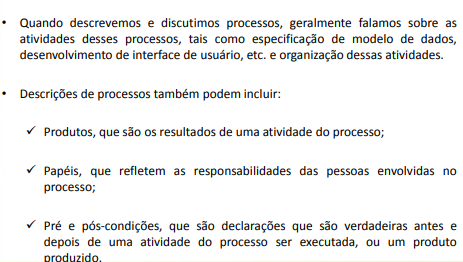 • Quando descrevemos e discutimos processos, geralmente falamos sobre as
atividades desses processos, tais como especificação de modelo de dados,
desenvolvimento de interface de usuário, etc. e organização dessas atividades.
• Descrições de processos também podem incluir:
✓ Produtos, que são os resultados de uma atividade do processo;
✓ Papéis, que refletem as responsabilidades das pessoas envolvidas no
processo;
✓ Pré e pós-condições, que são declarações que são verdadeiras antes e
depois de uma atividade do processo ser executada, ou um produto
produzido.